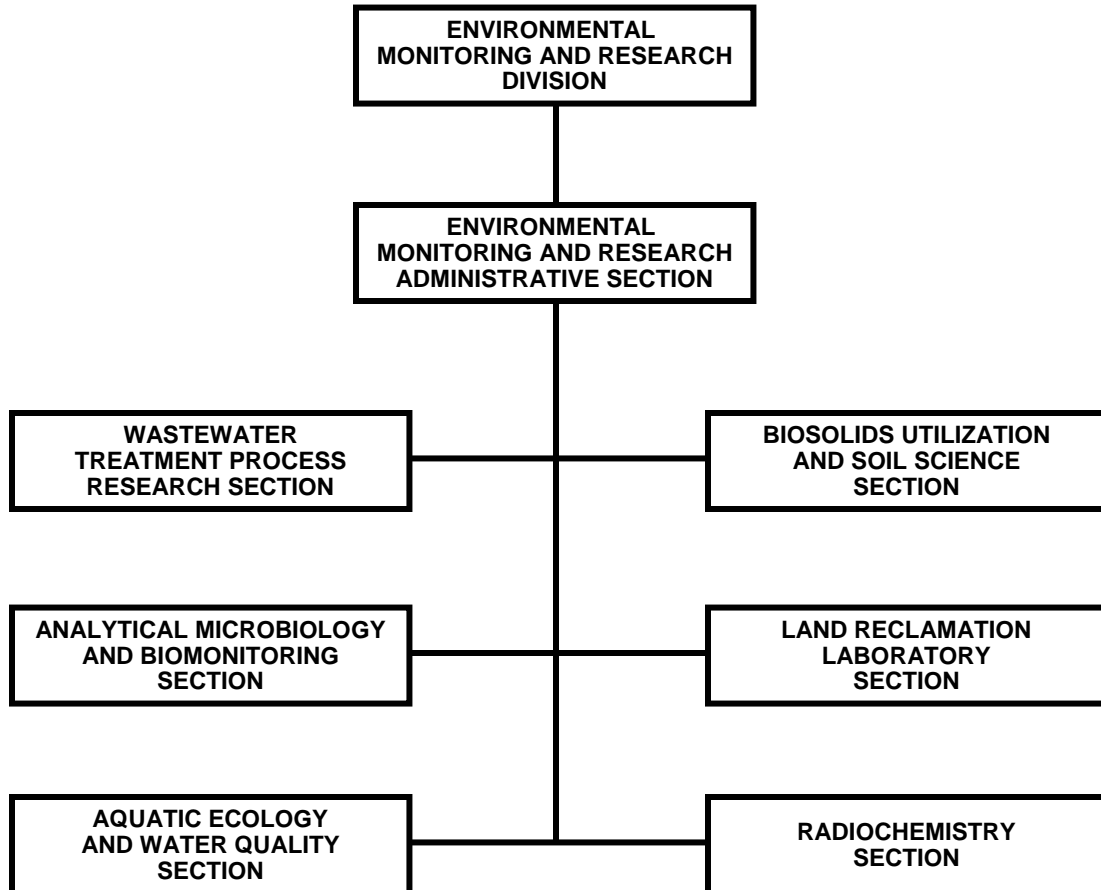 ENVIRONMENTAL
MONITORING AND RESEARCH
DIVISION
ENVIRONMENTAL
MONITORING AND RESEARCH
ADMINISTRATIVE SECTION
WASTEWATER
TREATMENT PROCESS
RESEARCH SECTION
BIOSOLIDS UTILIZATION
AND SOIL SCIENCE
SECTION
ANALYTICAL MICROBIOLOGY
AND BIOMONITORING
SECTION
LAND RECLAMATION
LABORATORY
SECTION
AQUATIC ECOLOGY
AND WATER QUALITY
SECTION
RADIOCHEMISTRY
SECTION